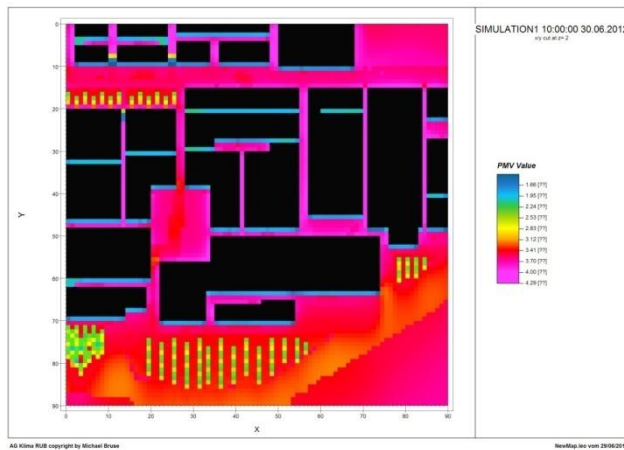 SIMULATION1 10:00:00 30.06.2012
x/y cut at z= 2
PMV Value
1.66 [??]
1.95 [??]
2.24 [??]
2.53 [??]
2.83 [??]
3.12 [??]
3.41 [??]
3.70 [??]
4.00 [??]
4.29 [??]
Y
0
10
20
30
40
50
60
70
80
90
0 10 20 30 40 50 60 70 80 90
X
AG Klima RUB copyright by Michael Bruse
NewMap.leo vom 29/06/201